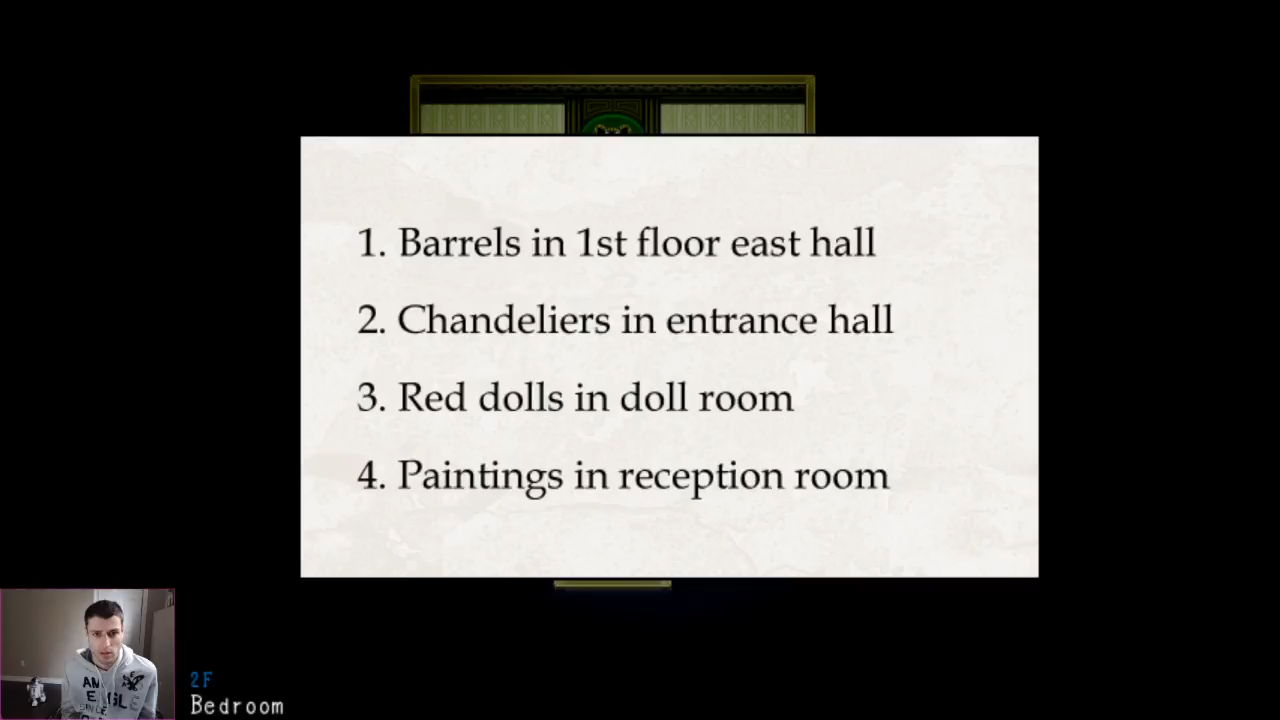 1. Barrels in 1st floor east hall
2. Chandeliers in entrance hall
3. Red dolls in doll room
4. Paintings in reception room
2F
Bedroom